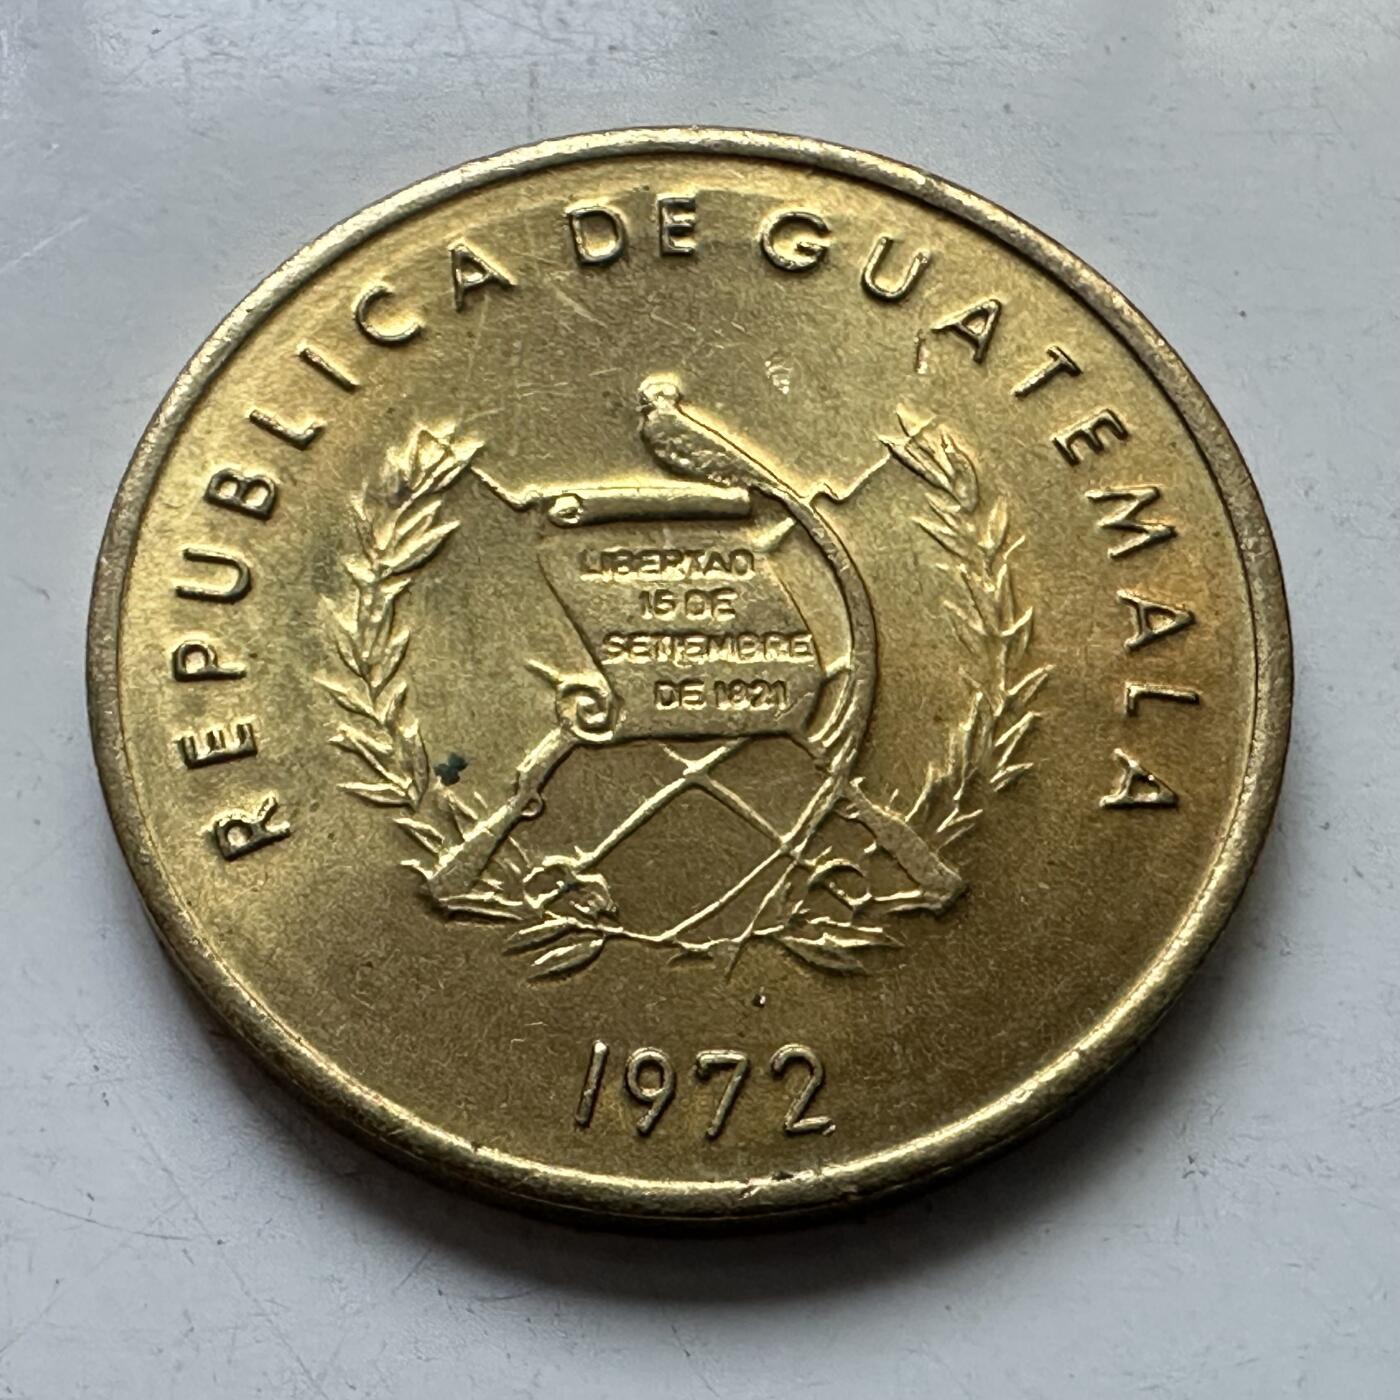 REPUBLICA DE GUATEMALA
LIBERTAD
15 DE
SETIEMBRE
DE 1821
1972